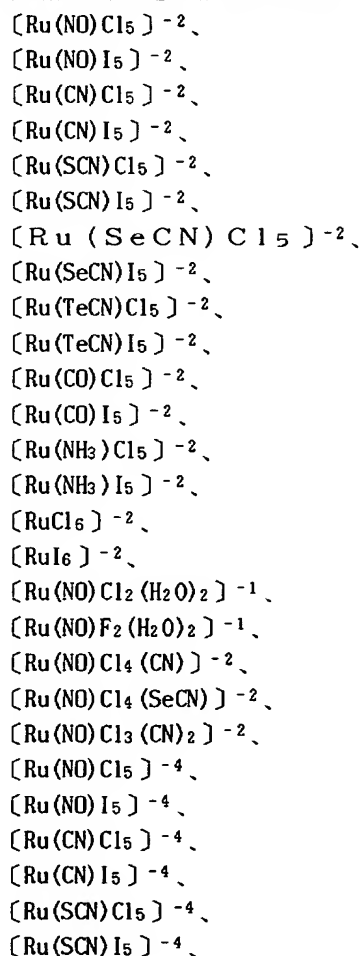 〔Ru(NO)Cl₅〕⁻²、
〔Ru(NO)I₅〕⁻²、
〔Ru(CN)Cl₅〕⁻²、
〔Ru(CN)I₅〕⁻²、
〔Ru(SCN)Cl₅〕⁻²、
〔Ru(SCN)I₅〕⁻²、
〔Ru(SeCN)Cl₅〕⁻²、
〔Ru(SeCN)I₅〕⁻²、
〔Ru(TeCN)Cl₅〕⁻²、
〔Ru(TeCN)I₅〕⁻²、
〔Ru(CO)Cl₅〕⁻²、
〔Ru(CO)I₅〕⁻²、
〔Ru(NH₃)Cl₅〕⁻²、
〔Ru(NH₃)I₅〕⁻²、
〔RuCl₆〕⁻²、
〔RuI₆〕⁻²、
〔Ru(NO)Cl₂(H₂O)₂〕⁻¹、
〔Ru(NO)F₂(H₂O)₂〕⁻¹、
〔Ru(NO)Cl₄(CN)〕⁻²、
〔Ru(NO)Cl₄(SeCN)〕⁻²、
〔Ru(NO)Cl₃(CN)₂〕⁻²、
〔Ru(NO)Cl₅〕⁻⁴、
〔Ru(NO)I₅〕⁻⁴、
〔Ru(CN)Cl₅〕⁻⁴、
〔Ru(CN)I₅〕⁻⁴、
〔Ru(SCN)Cl₅〕⁻⁴、
〔Ru(SCN)I₅〕⁻⁴、